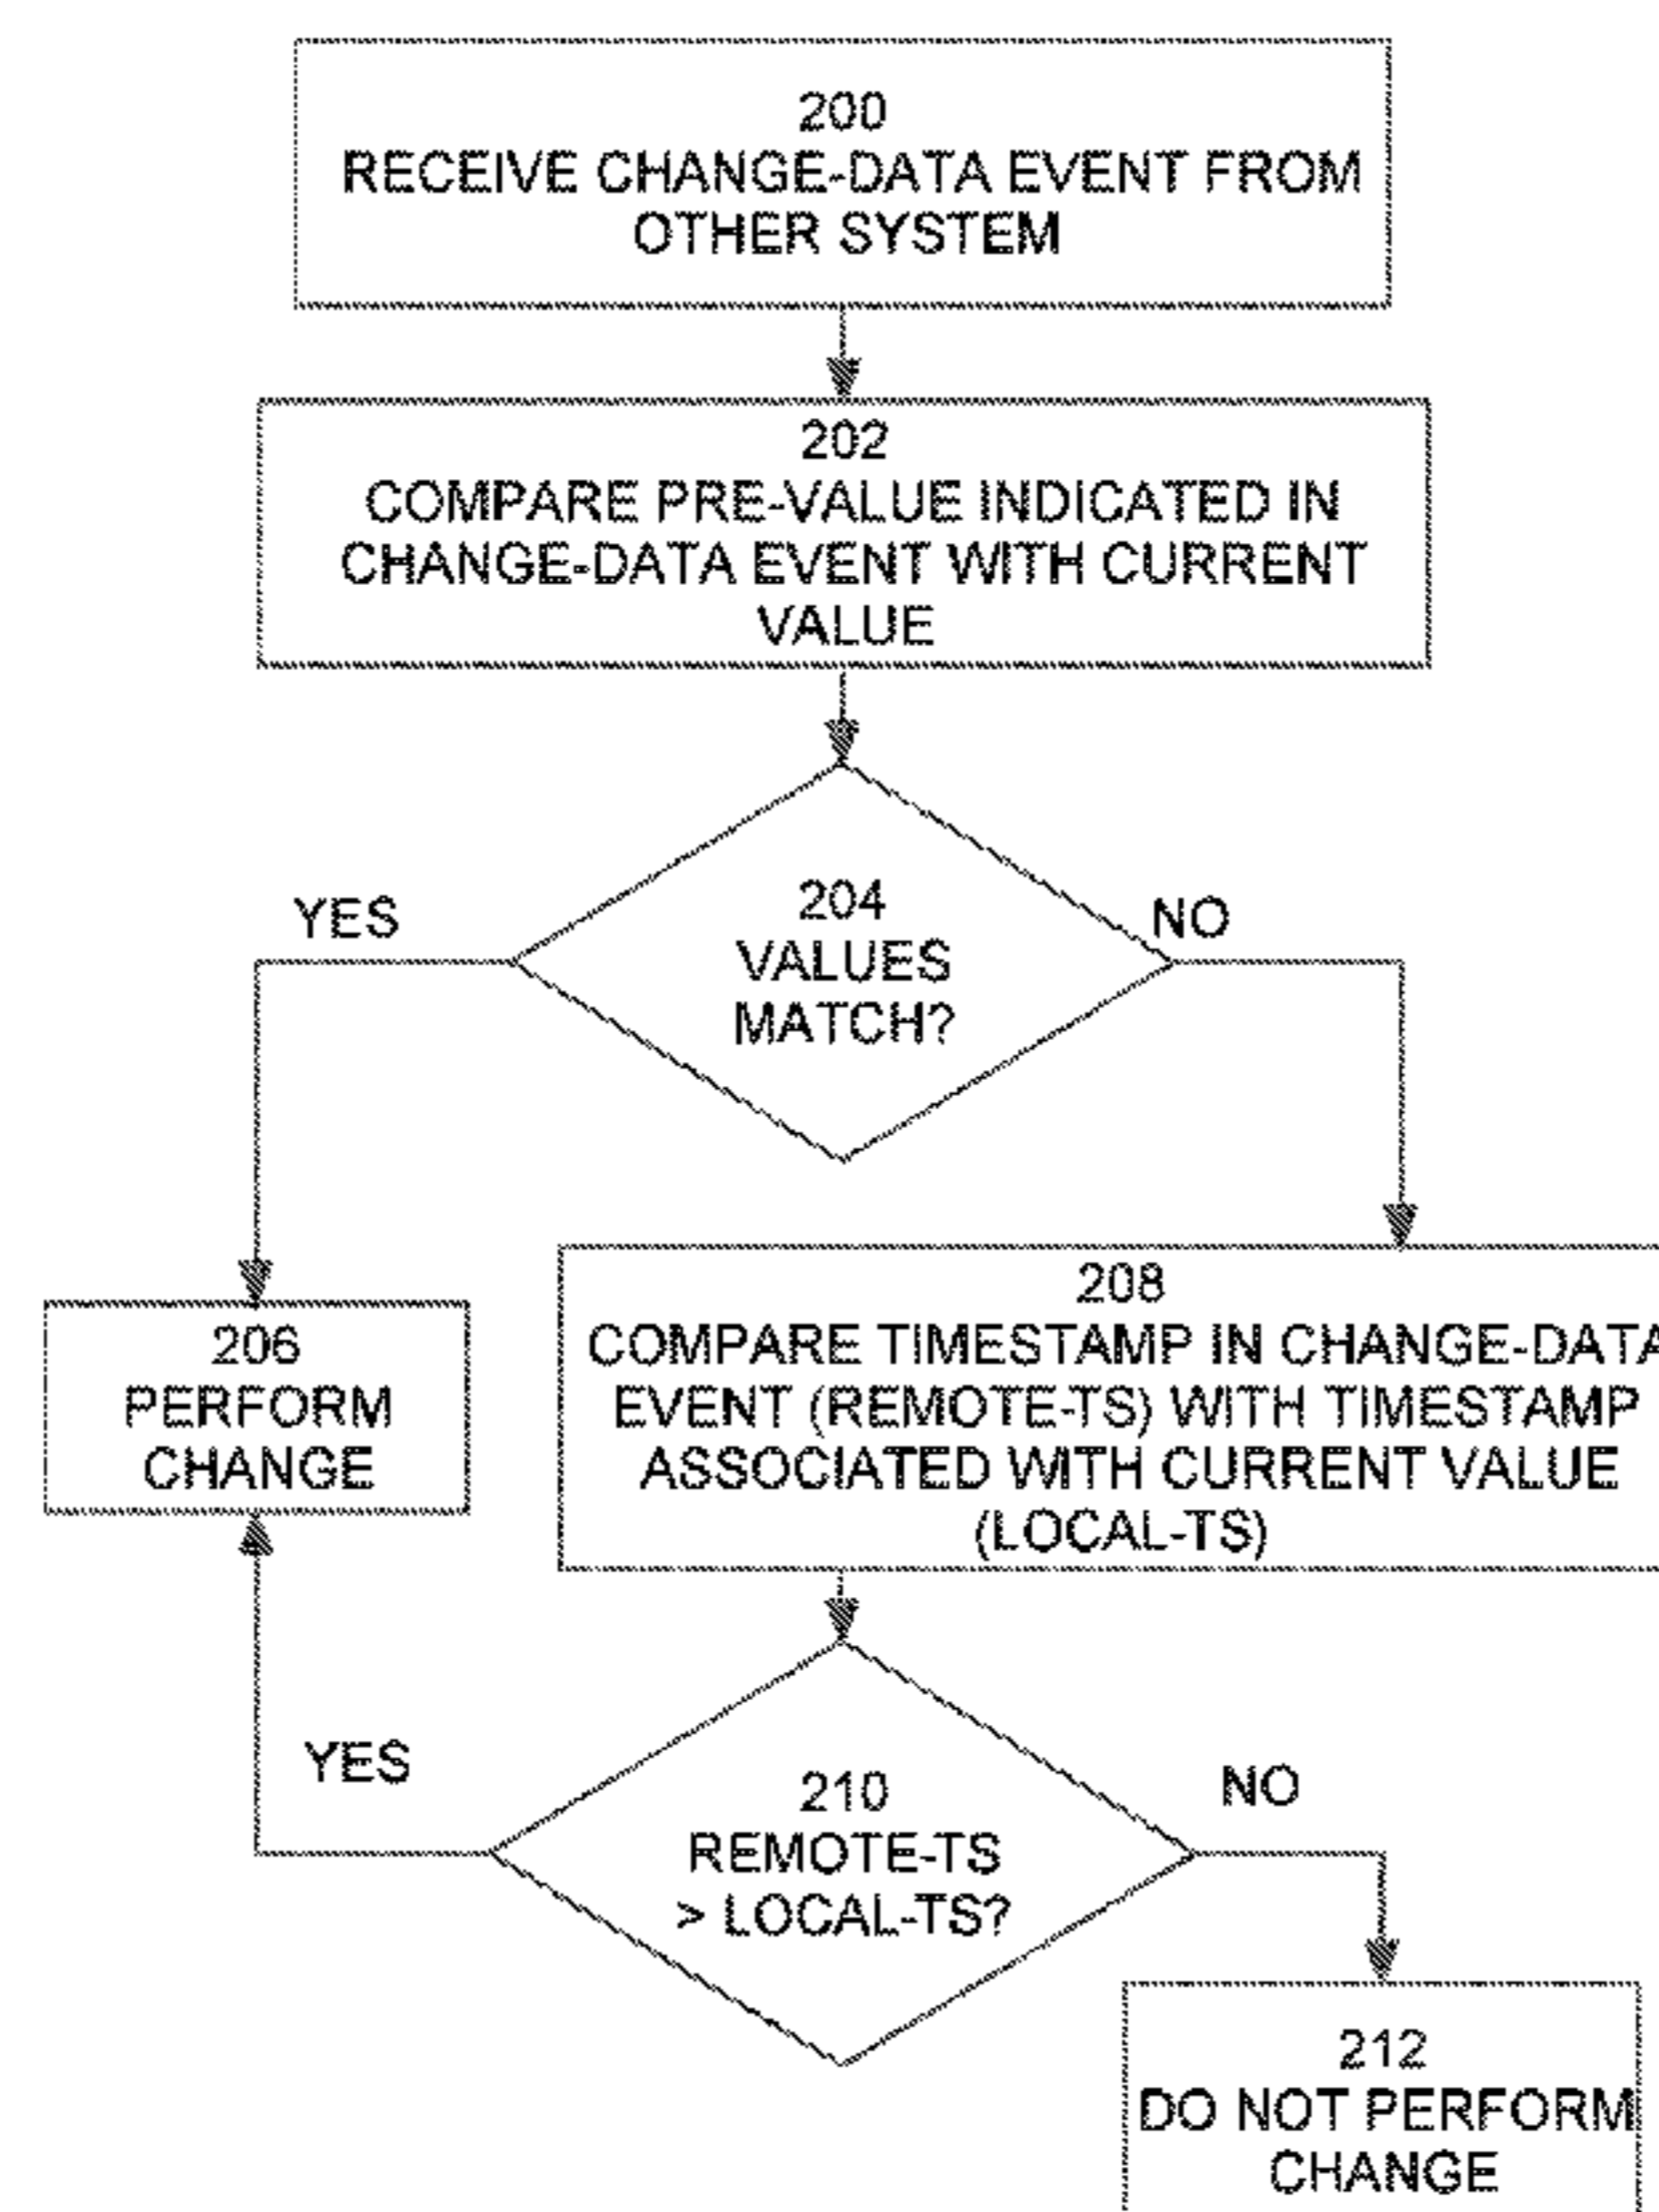 200
RECEIVE CHANGE-DATA EVENT FROM
OTHER SYSTEM
202
COMPARE PRE-VALUE INDICATED IN
CHANGE-DATA EVENT WITH CURRENT
VALUE
YES
NO
204
VALUES
MATCH?
206
PERFORM
CHANGE
208
COMPARE TIMESTAMP IN CHANGE-DATA
EVENT (REMOTE-TS) WITH TIMESTAMP
ASSOCIATED WITH CURRENT VALUE
(LOCAL-TS)
YES
NO
210
REMOTE-TS
> LOCAL-TS?
212
DO NOT PERFORM
CHANGE